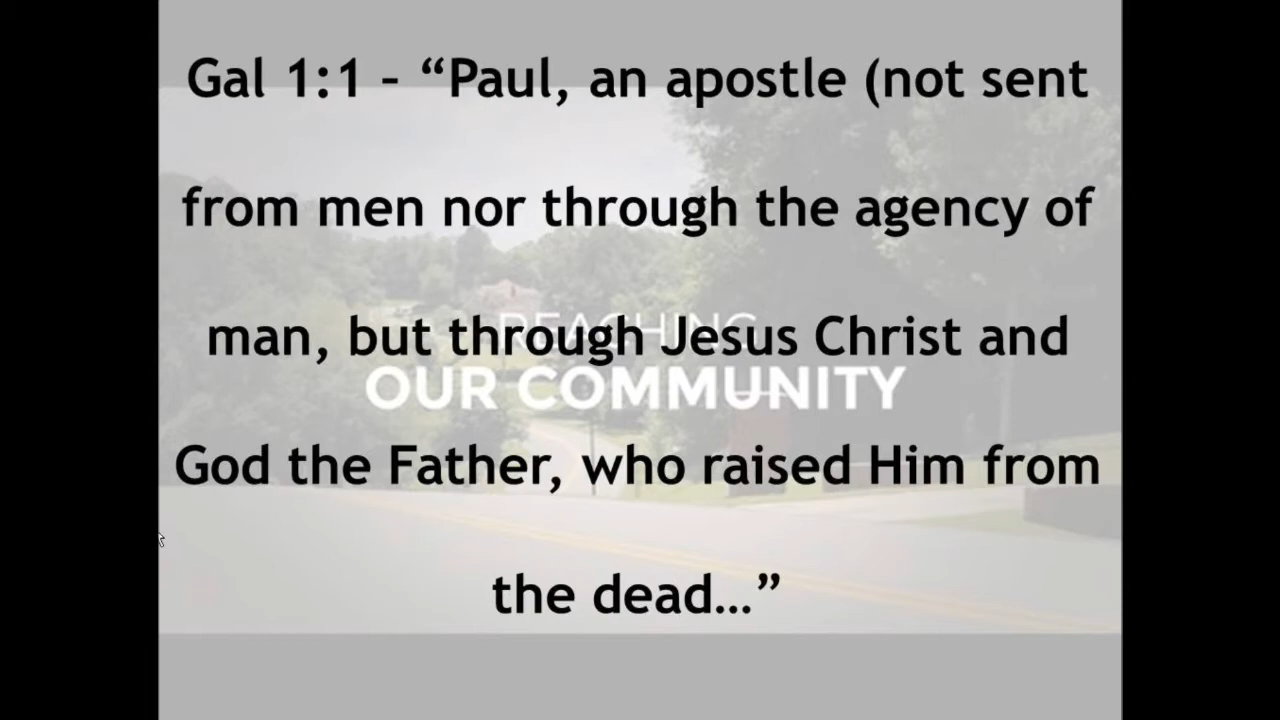 Gal 1:1 – “Paul, an apostle (not sent
from men nor through the agency of
man, but through Jesus Christ and
God the Father, who raised Him from
the dead…”
REACHING
OUR COMMUNITY